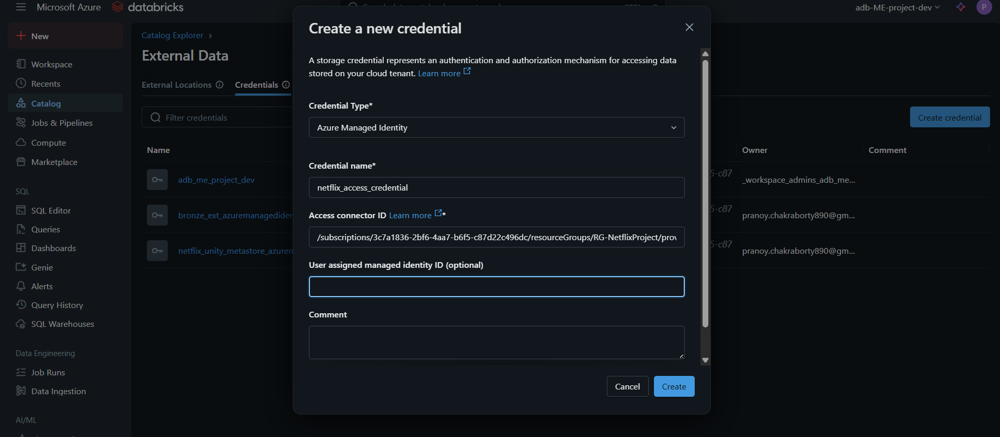 Microsoft Azure databricks
adb-ME-project-dev
P
New
Workspace
Recents
Catalog
Jobs & Pipelines
Compute
Marketplace
SQL
SQL Editor
Queries
Dashboards
Genie
Alerts
Query History
SQL Warehouses
Data Engineering
Job Runs
Data Ingestion
AI/ML
Catalog Explorer ›
External Data
External Locations
Credentials
Filter credentials
Create credential
Name
Owner
Comment
adb_me_project_dev
5-c87
_workspace_admins_adb_me...
bronze_ext_azuremanagediden
5-c87
pranoy.chakraborty890@gm...
netflix_unity_metastore_azurem
5-c87
pranoy.chakraborty890@gm...
Create a new credential
A storage credential represents an authentication and authorization mechanism for accessing data
stored on your cloud tenant. Learn more
Credential Type*
Azure Managed Identity
Credential name*
netflix_access_credential
Access connector ID Learn more *
/subscriptions/3c7a1836-2bf6-4aa7-b6f5-c87d22c496dc/resourceGroups/RG-NetflixProject/prov
User assigned managed identity ID (optional)
Comment
Cancel
Create